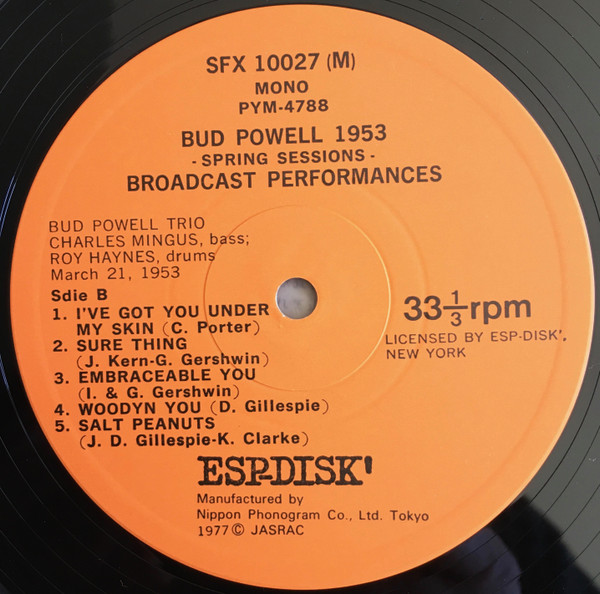 SFX 10027 (M)
MONO
PYM-4788
BUD POWELL 1953
- SPRING SESSIONS -
BROADCAST PERFORMANCES
BUD POWELL TRIO
CHARLES MINGUS, bass;
ROY HAYNES, drums
March 21, 1953
Sdie B
1. I'VE GOT YOU UNDER
MY SKIN (C. Porter)
2. SURE THING
(J. Kern-G. Gershwin)
3. EMBRACEABLE YOU
(I. & G. Gershwin)
4. WOODYN YOU (D. Gillespie)
5. SALT PEANUTS
(J. D. Gillespie-K. Clarke)
33 1/3 rpm
LICENSED BY ESP-DISK',
NEW YORK
ESP-DISK'
Manufactured by
Nippon Phonogram Co., Ltd. Tokyo
1977 © JASRAC